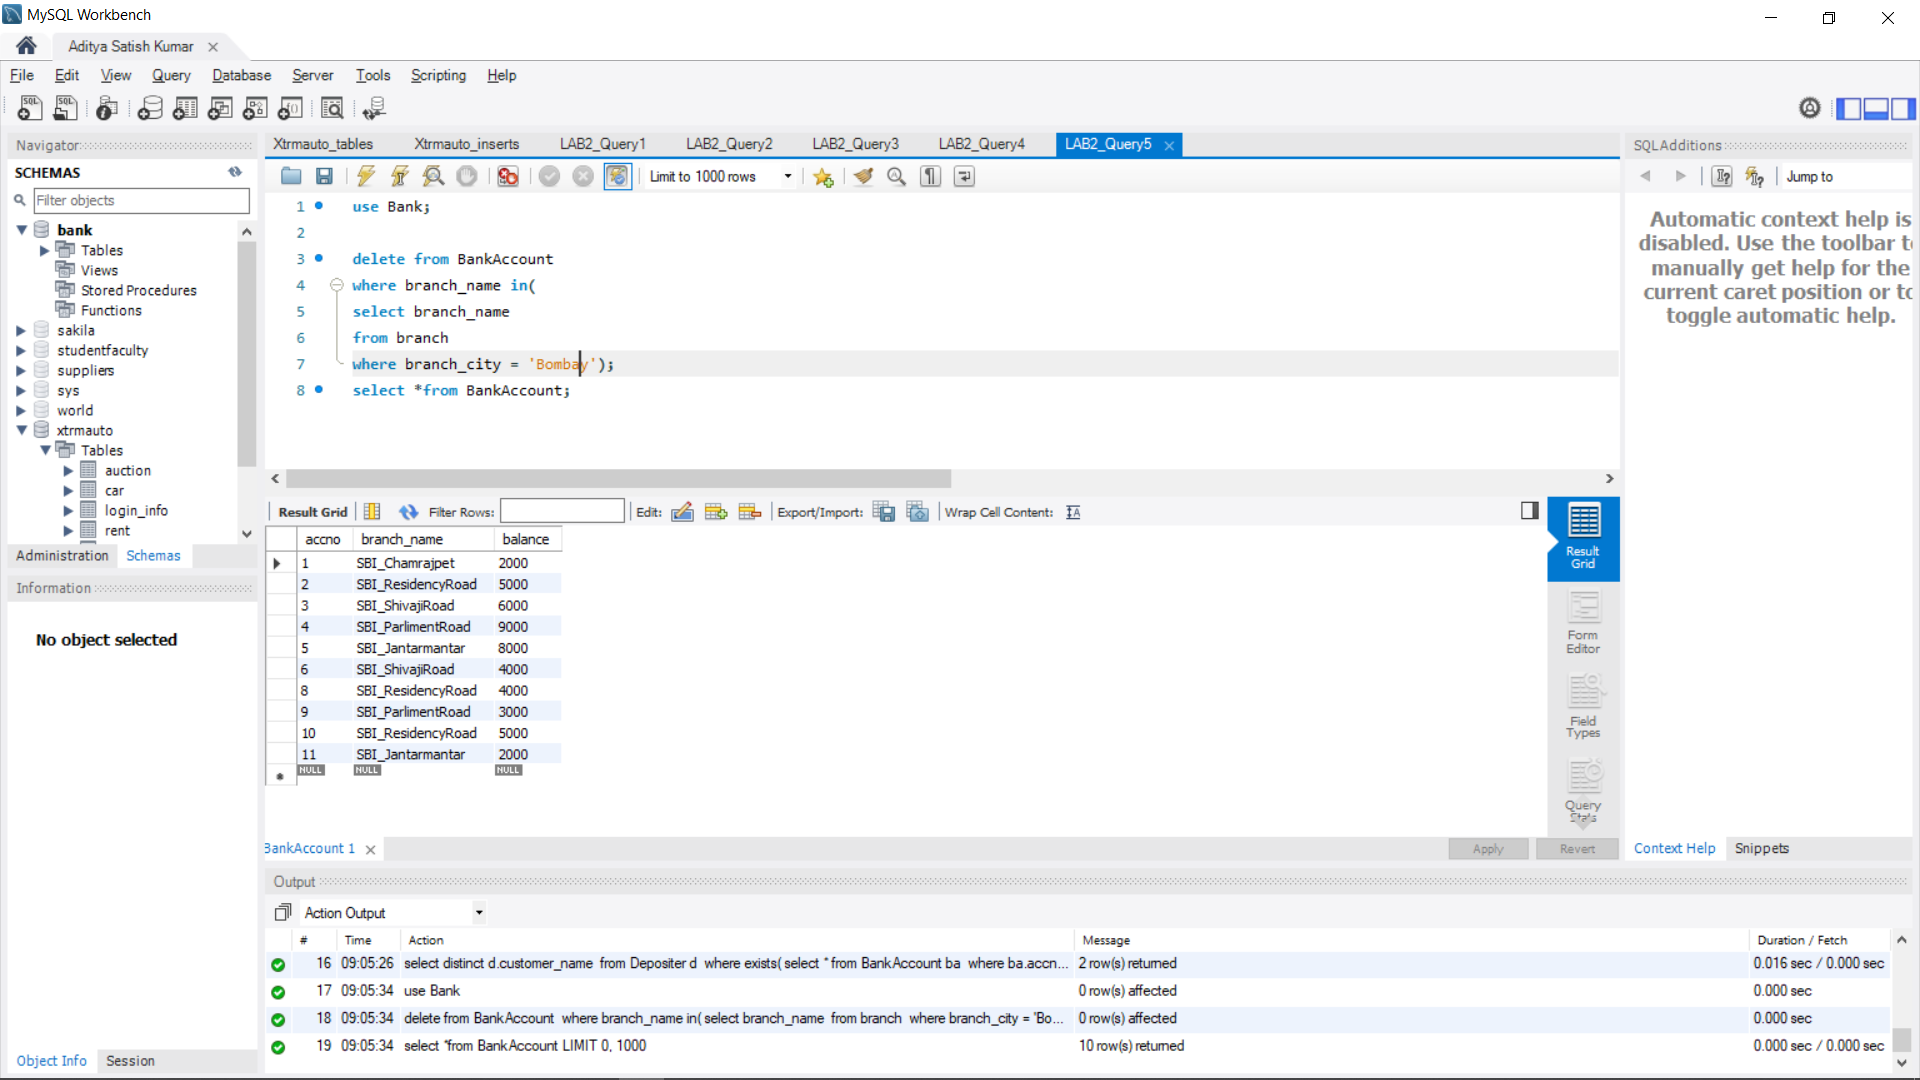 MySQL Workbench
Aditya Satish Kumar
File Edit View Query Database Server Tools Scripting Help
Navigator
SCHEMAS
Filter objects
bank
Tables
Views
Stored Procedures
Functions
sakila
studentfaculty
suppliers
sys
world
xtrmauto
Tables
auction
car
login_info
rent
Administration Schemas
Information
No object selected
Object Info Session
Xtrmauto_tables Xtrmauto_inserts LAB2_Query1 LAB2_Query2 LAB2_Query3 LAB2_Query4 LAB2_Query5
Limit to 1000 rows
1 use Bank;
2
3 delete from BankAccount
4 where branch_name in(
5 select branch_name
6 from branch
7 where branch_city = 'Bombay');
8 select *from BankAccount;
Result Grid Filter Rows: Edit: Export/Import: Wrap Cell Content:
accno branch_name balance
1 SBI_Chamrajpet 2000
2 SBI_ResidencyRoad 5000
3 SBI_ShivajiRoad 6000
4 SBI_ParlimentRoad 9000
5 SBI_Jantarmantar 8000
6 SBI_ShivajiRoad 4000
8 SBI_ResidencyRoad 4000
9 SBI_ParlimentRoad 3000
10 SBI_ResidencyRoad 5000
11 SBI_Jantarmantar 2000
NULL NULL NULL
Result
Grid
Form
Editor
Field
Types
Query
Stats
BankAccount 1
Apply Revert
SQLAdditions
Jump to
Automatic context help is
disabled. Use the toolbar to
manually get help for the
current caret position or to
toggle automatic help.
Context Help Snippets
Output
Action Output
# Time Action Message Duration / Fetch
16 09:05:26 select distinct d.customer_name from Depositer d where exists( select * from BankAccount ba where ba.accn... 2 row(s) returned 0.016 sec / 0.000 sec
17 09:05:34 use Bank 0 row(s) affected 0.000 sec
18 09:05:34 delete from BankAccount where branch_name in( select branch_name from branch where branch_city = 'Bo... 0 row(s) affected 0.000 sec
19 09:05:34 select *from BankAccount LIMIT 0, 1000 10 row(s) returned 0.000 sec / 0.000 sec